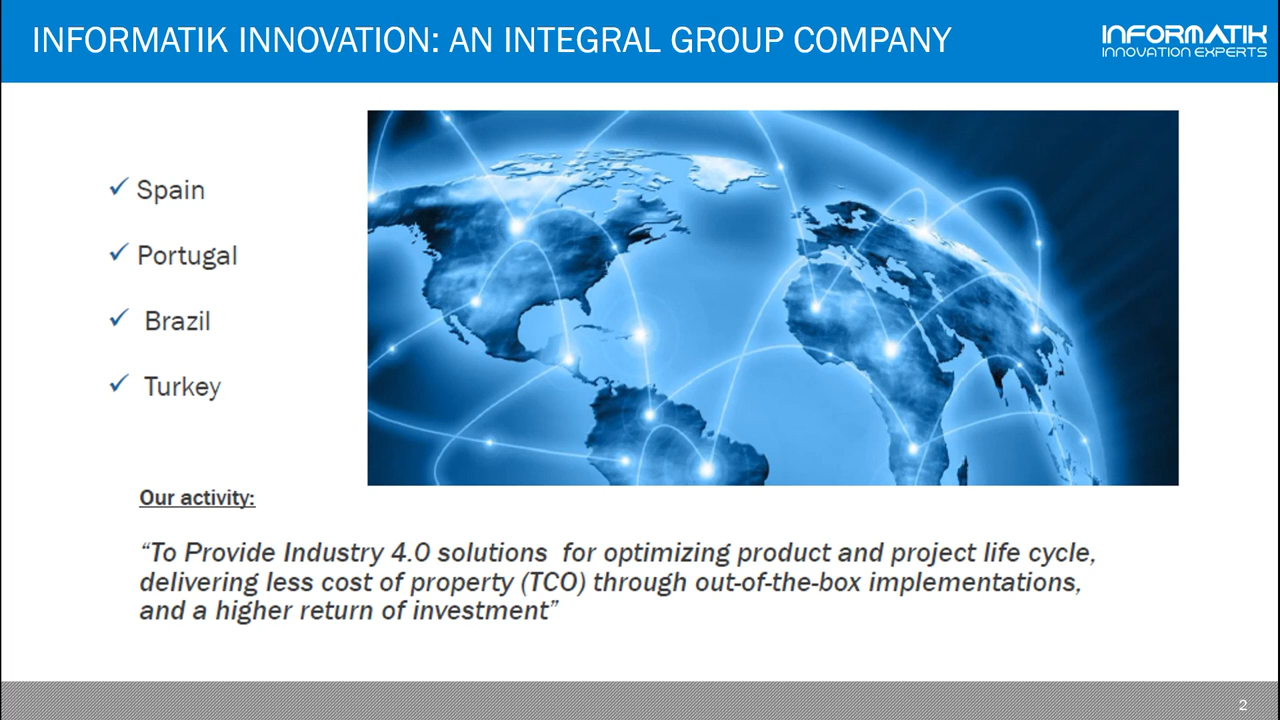 INFORMATIK INNOVATION: AN INTEGRAL GROUP COMPANY
INFORMATIK
INNOVATION EXPERTS
Spain
Portugal
Brazil
Turkey
Our activity:
“To Provide Industry 4.0 solutions for optimizing product and project life cycle,
delivering less cost of property (TCO) through out-of-the-box implementations,
and a higher return of investment”
2